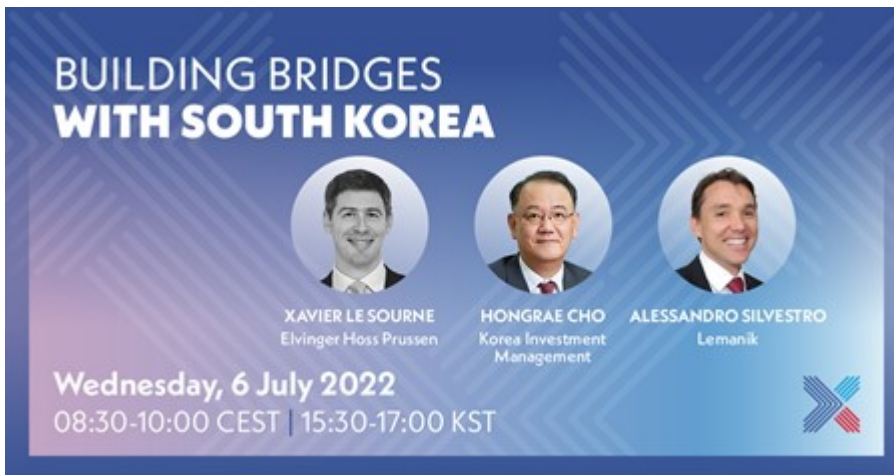 BUILDING BRIDGES
WITH SOUTH KOREA
XAVIER LE SOURNE
Elvinger Hoss Prussen
HONGRAE CHO
Korea Investment
Management
ALESSANDRO SILVESTRO
Lemanik
Wednesday, 6 July 2022
08:30-10:00 CEST | 15:30-17:00 KST